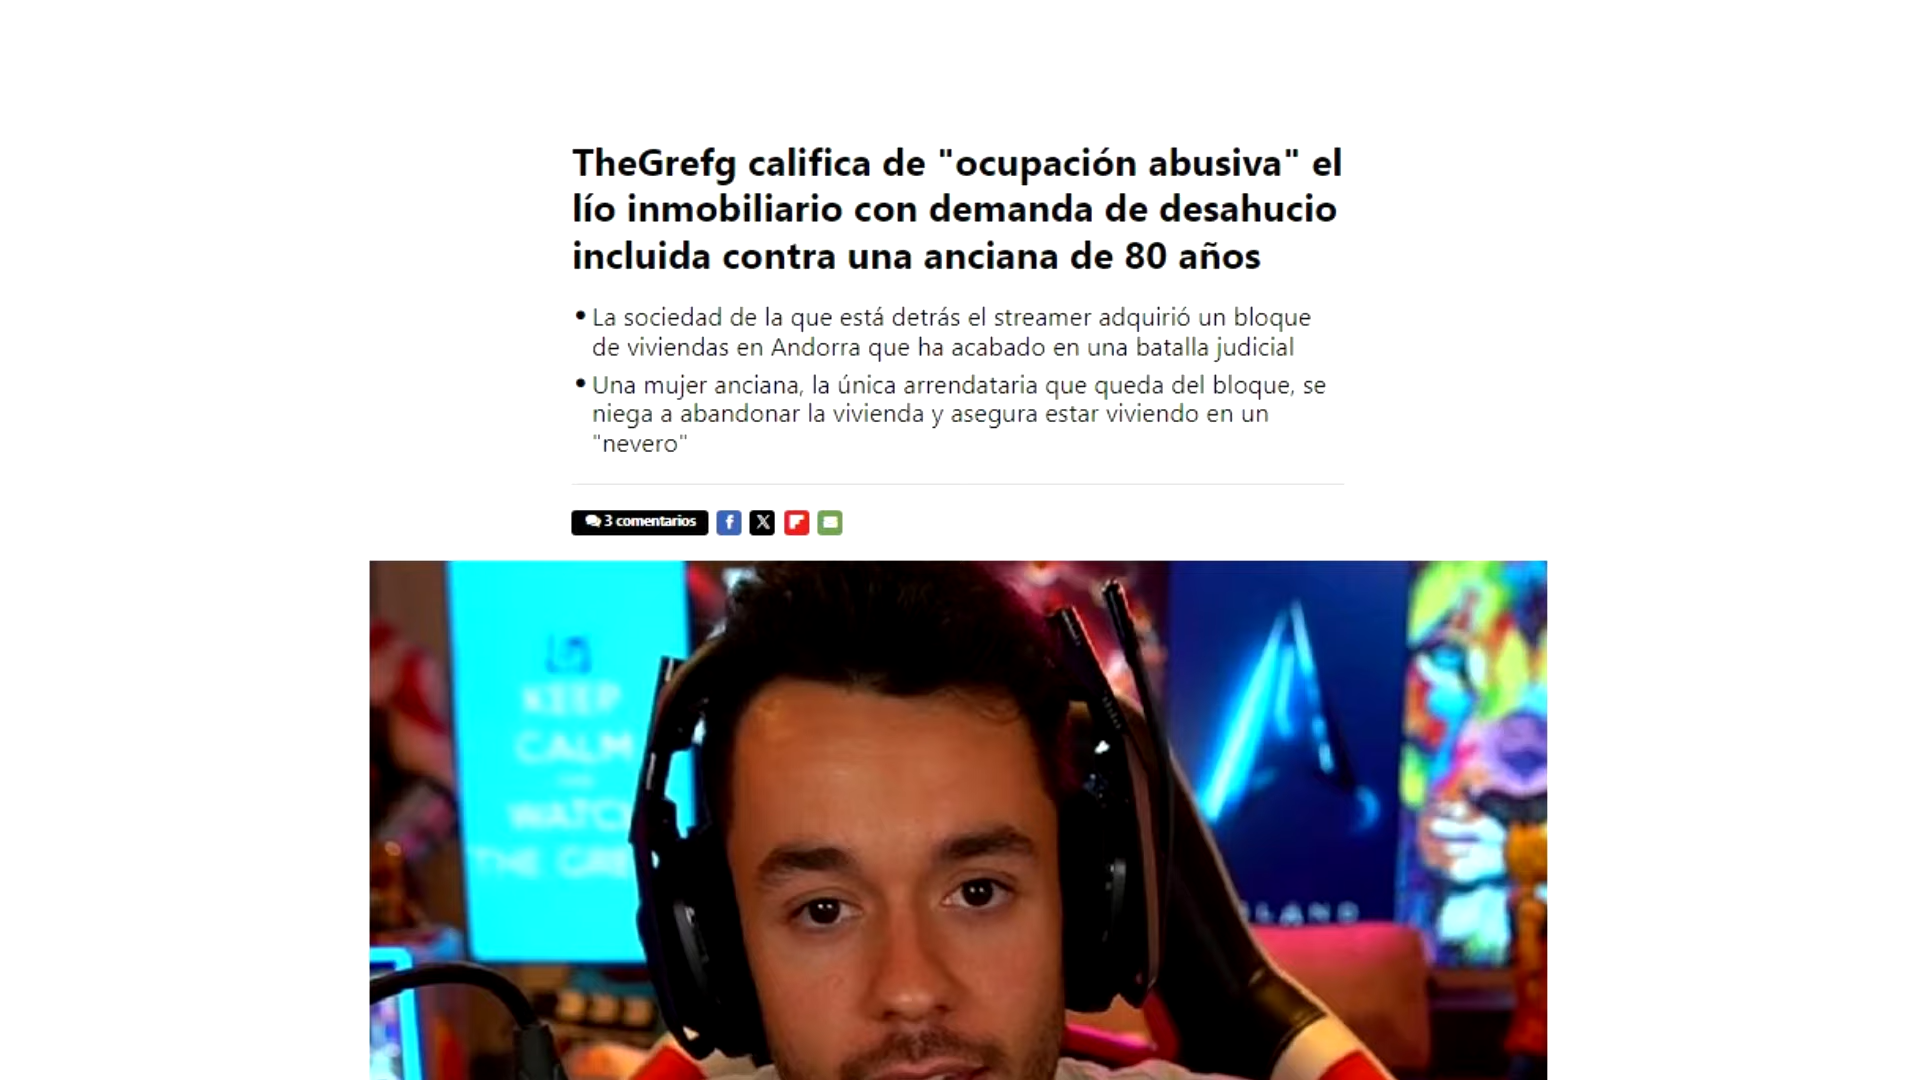 TheGrefg califica de "ocupación abusiva" el
lío inmobiliario con demanda de desahucio
incluida contra una anciana de 80 años
• La sociedad de la que está detrás el streamer adquirió un bloque
de viviendas en Andorra que ha acabado en una batalla judicial
• Una mujer anciana, la única arrendataria que queda del bloque, se
niega a abandonar la vivienda y asegura estar viviendo en un
"nevero"
3 comentarios
KEEP
CALM
WATCH
THE GRE
LAND